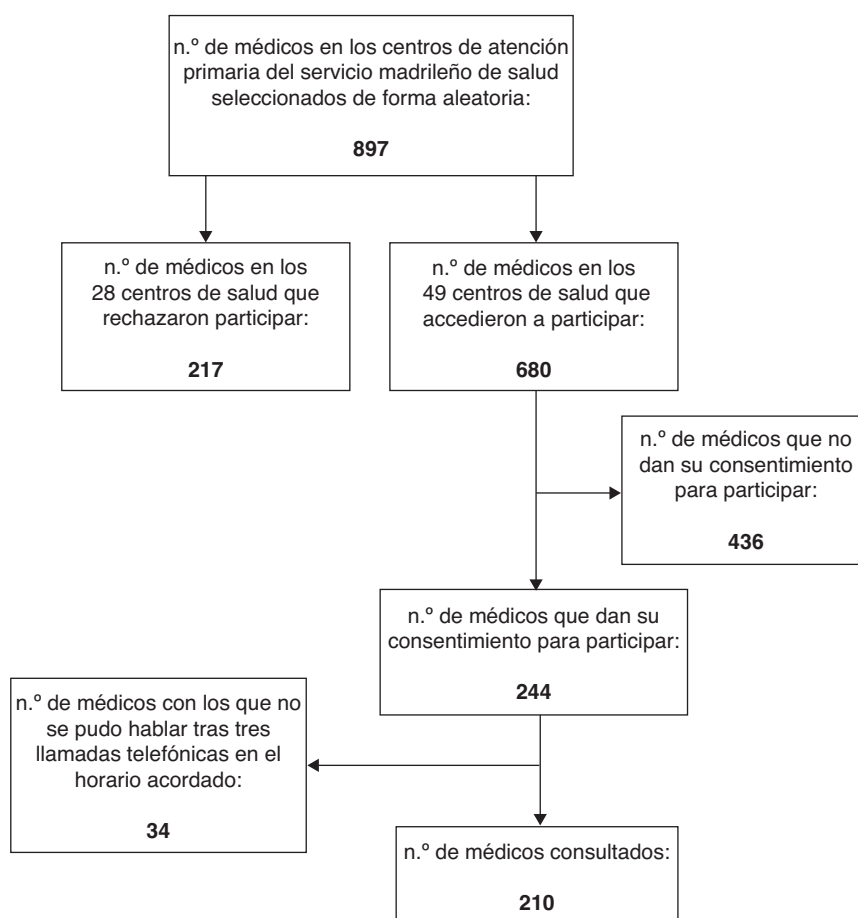 n.º de médicos en los centros de atención
primaria del servicio madrileño de salud
seleccionados de forma aleatoria:
897
n.º de médicos en los
28 centros de salud que
rechazaron participar:
217
n.º de médicos en los
49 centros de salud que
accedieron a participar:
680
n.º de médicos que no
dan su consentimiento
para participar:
436
n.º de médicos que dan su
consentimiento para participar:
244
n.º de médicos con los que no
se pudo hablar tras tres
llamadas telefónicas en el
horario acordado:
34
n.º de médicos consultados:
210